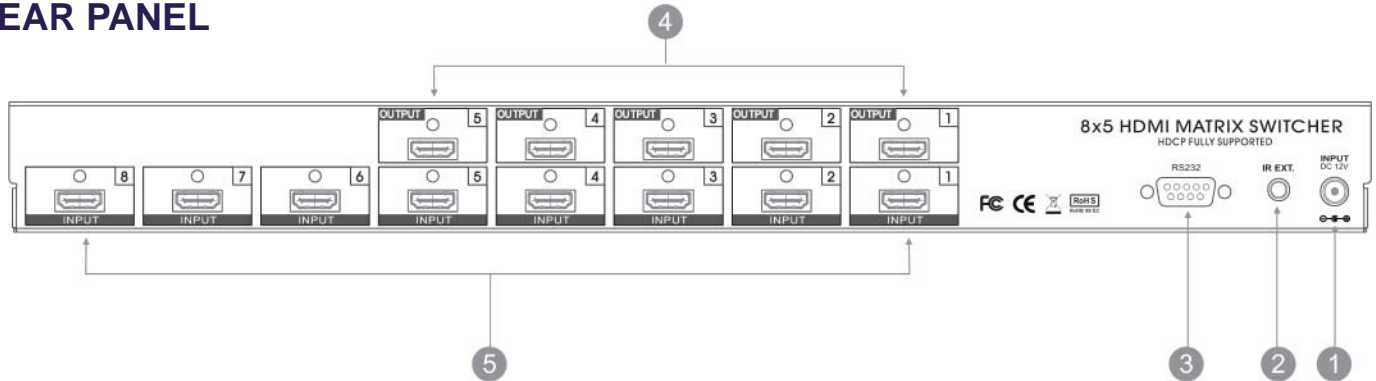 EAR PANEL
4
OUTPUT 5 OUTPUT 4 OUTPUT 3 OUTPUT 2 OUTPUT 1
8x5 HDMI MATRIX SWITCHER
HDCP FULLY SUPPORTED
8 7 6 5 4 3 2 1
INPUT INPUT INPUT INPUT INPUT INPUT INPUT INPUT
FC CE RoHS
RS232
IR EXT.
INPUT
DC 12V
5
3 2 1